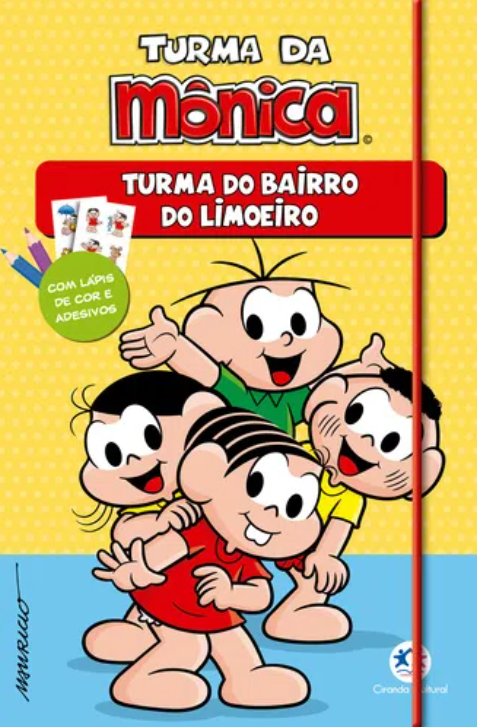 TURMA DA
MÔNICA
©
TURMA DO BAIRRO
DO LIMOEIRO
COM LÁPIS
DE COR E
ADESIVOS
MAURICIO
Ciranda Cultural